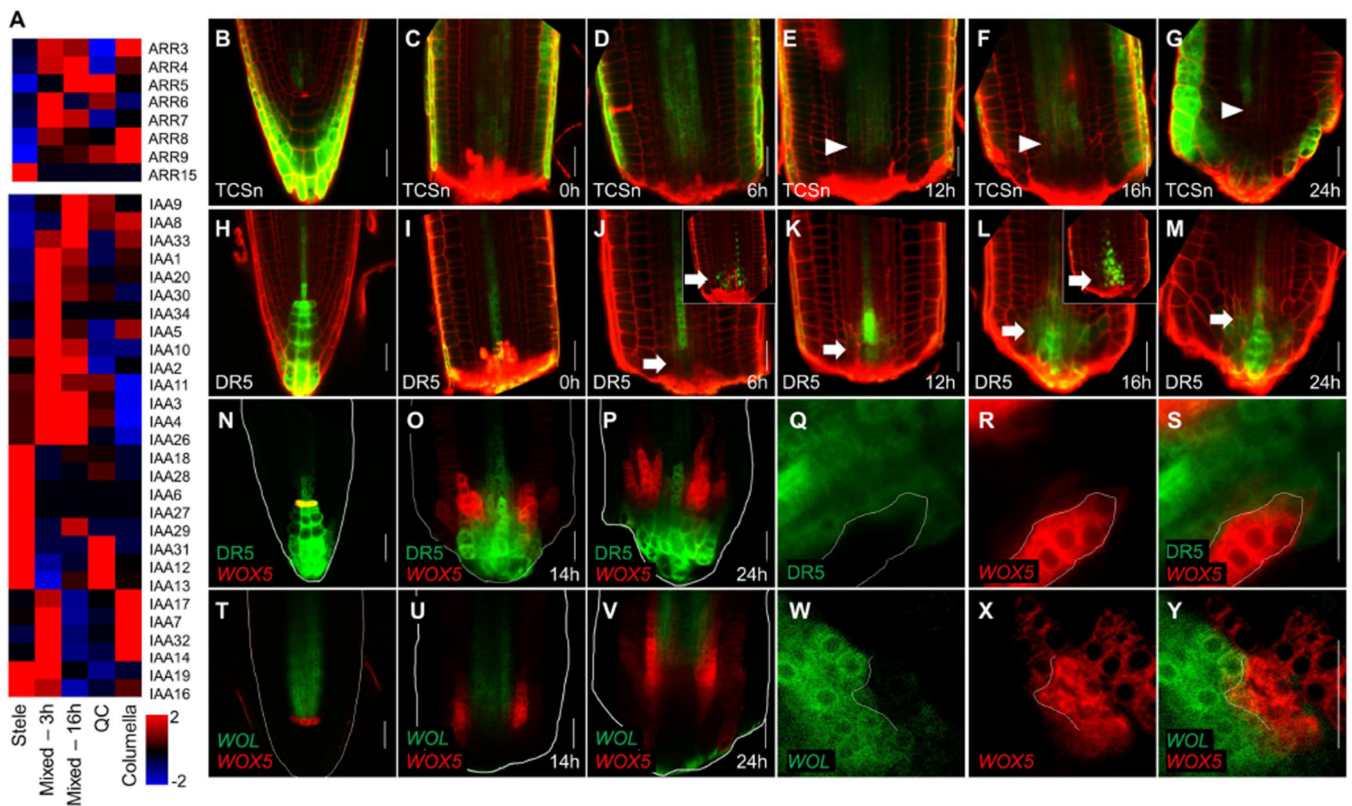 A
ARR3
ARR4
ARR5
ARR6
ARR7
ARR8
ARR9
ARR15
IAA9
IAA8
IAA33
IAA1
IAA20
IAA30
IAA34
IAA5
IAA10
IAA2
IAA11
IAA3
IAA4
IAA26
IAA18
IAA28
IAA6
IAA27
IAA29
IAA31
IAA12
IAA13
IAA17
IAA7
IAA32
IAA14
IAA19
IAA16
Stele
Mixed – 3h
Mixed – 16h
QC
Columella
2
-2
B
TCSn
C
TCSn 0h
D
TCSn 6h
E
TCSn 12h
F
TCSn 16h
G
TCSn 24h
H
DR5
I
DR5 0h
J
DR5 6h
K
DR5 12h
L
DR5 16h
M
DR5 24h
N
DR5
WOX5
O
DR5
WOX5 14h
P
DR5
WOX5 24h
Q
DR5
R
WOX5
S
DR5
WOX5
T
WOL
WOX5
U
WOL
WOX5 14h
V
WOL
WOX5 24h
W
WOL
X
WOX5
Y
WOL
WOX5